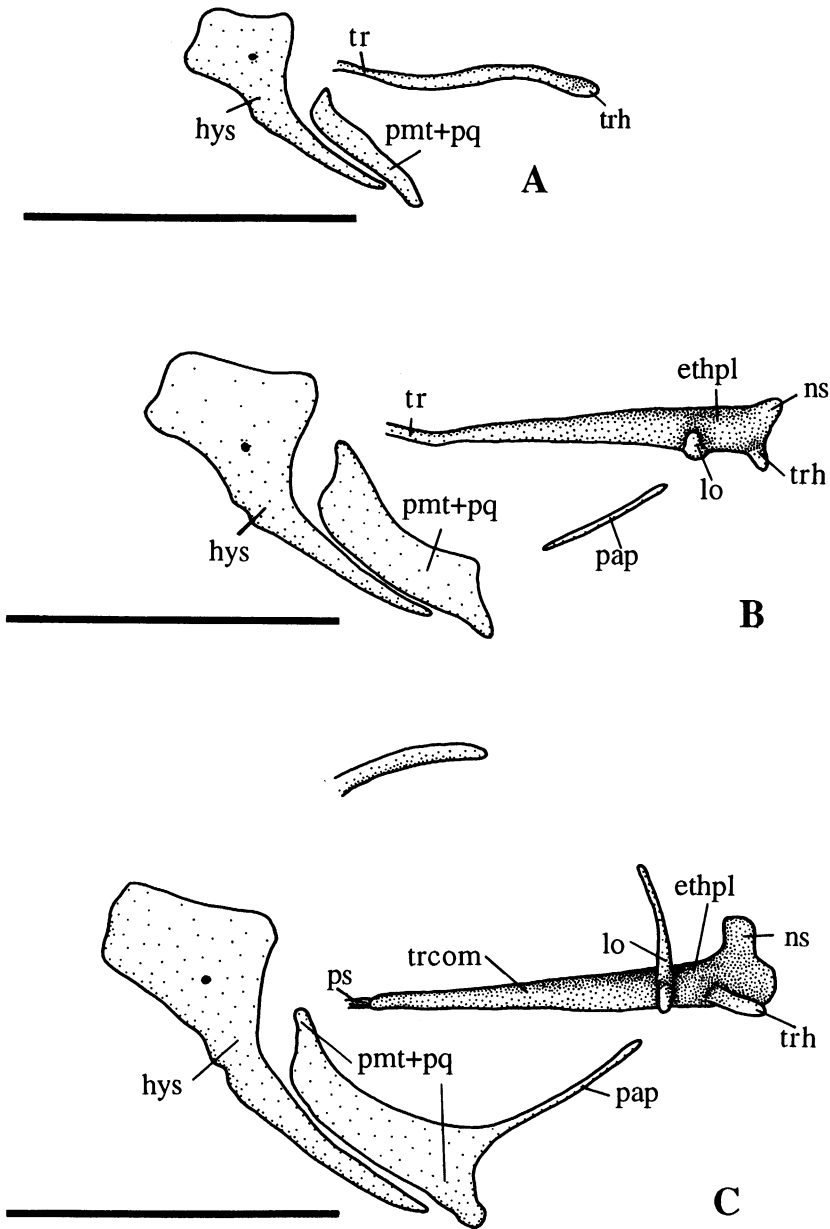 tr
trh
hys
pmt+pq
A
ethpl
ns
tr
lo
trh
pmt+pq
hys
pap
B
ethpl
lo
ns
trcom
ps
trh
pmt+pq
hys
pap
C